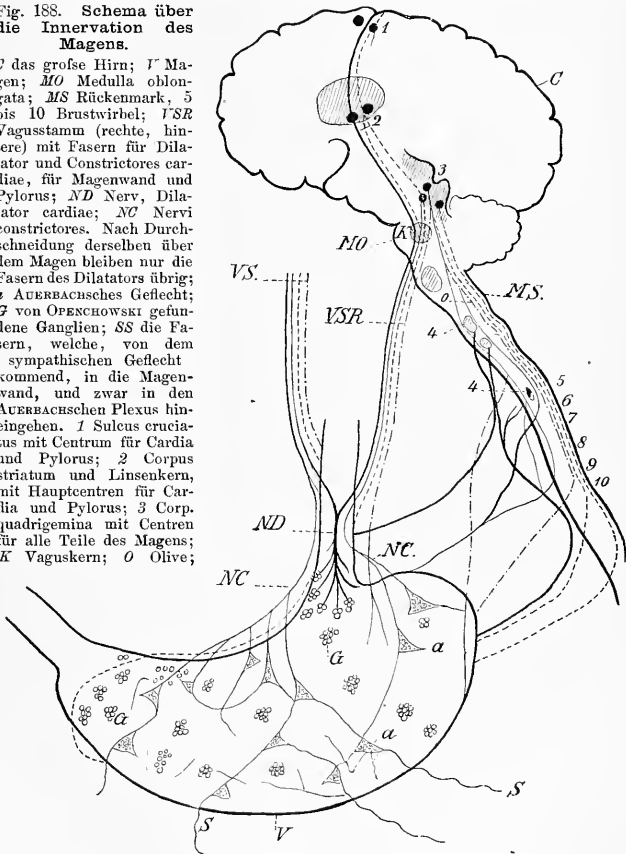 Fig. 188. Schema über
die Innervation des
Magens.
C das groſse Hirn; V Ma-
gen; MO Medulla oblon-
gata; MS Rückenmark, 5
bis 10 Brustwirbel; VSR
Vagusstamm (rechte, hin-
ere) mit Fasern für Dila-
ator und Constrictores car-
diae, für Magenwand und
Pylorus; ND Nerv, Dila-
ator cardiae; NC Nervi
constrictores. Nach Durch-
schneidung derselben über
dem Magen bleiben nur die
Fasern des Dilatators übrig;
a AUERBACHsches Geflecht;
G von OPENCHOWSKI gefun-
dene Ganglien; SS die Fa-
sern, welche, von dem
sympathischen Geflecht
kommend, in die Magen-
wand, und zwar in den
AUERBACHschen Plexus hin-
eingehen. 1 Sulcus crucia-
tus mit Centrum für Cardia
und Pylorus; 2 Corpus
striatum und Linsenkern,
mit Hauptcentren für Car-
dia und Pylorus; 3 Corp.
quadrigemina mit Centren
für alle Teile des Magens;
K Vaguskern; O Olive;
1
C
2
3
K
MO
VS.
O
MS.
VSR
4
4
5
6
7
8
9
10
ND
NC.
NC
G
a
G
a
S
S
V